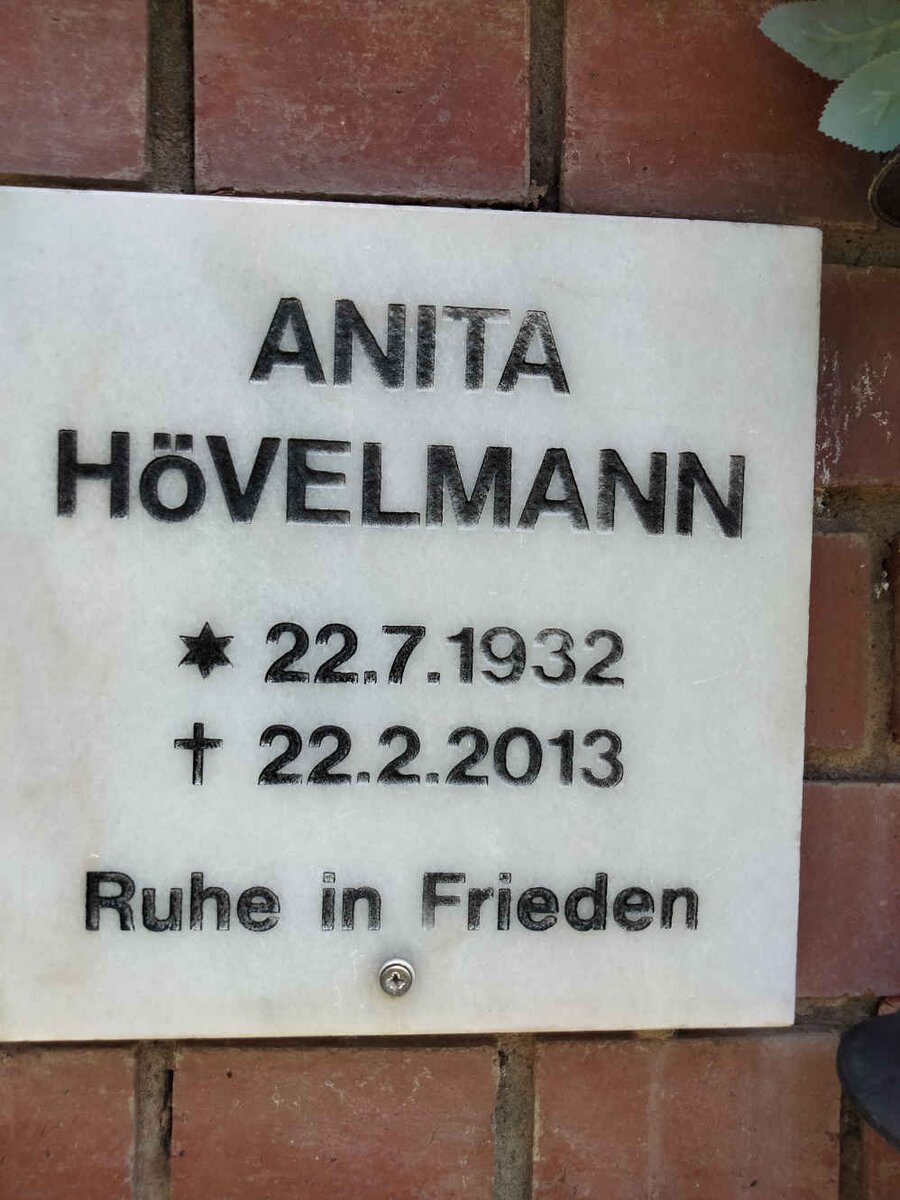 ANITA
HöVELMANN
✶ 22.7.1932
✝ 22.2.2013
Ruhe in Frieden